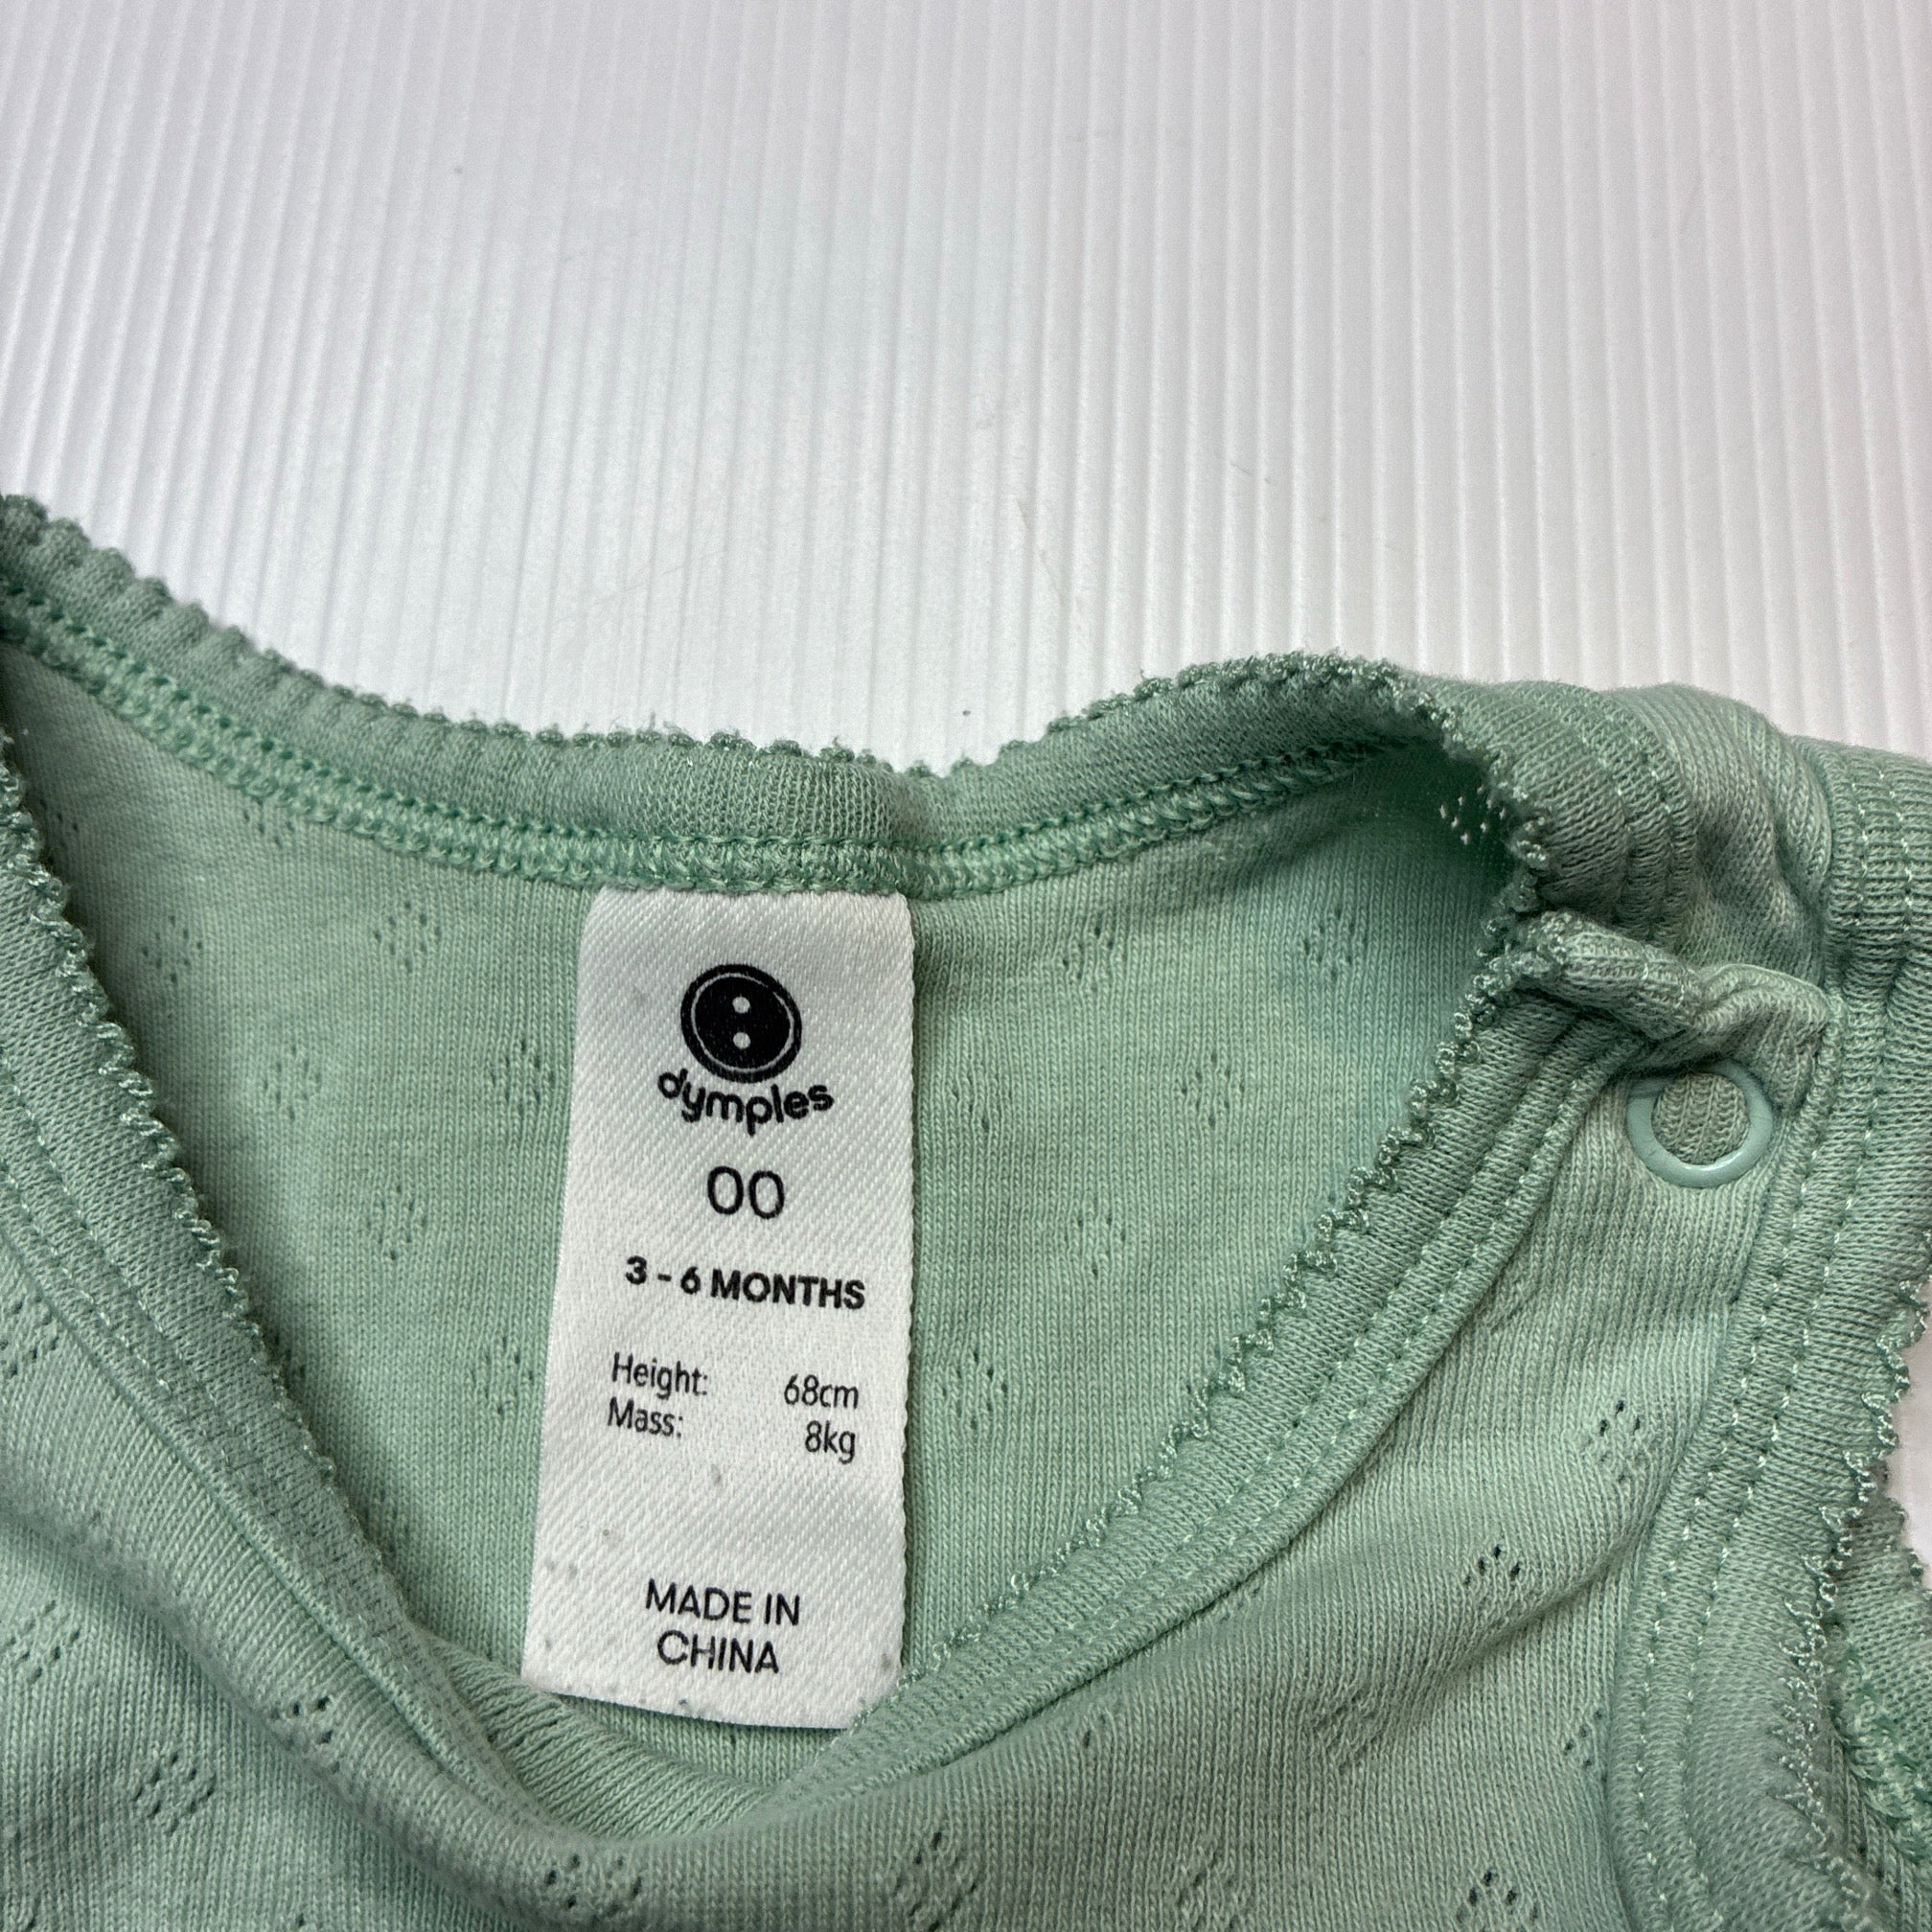 dymples
00
3 - 6 MONTHS
Height: 68cm
Mass: 8kg
MADE IN
CHINA